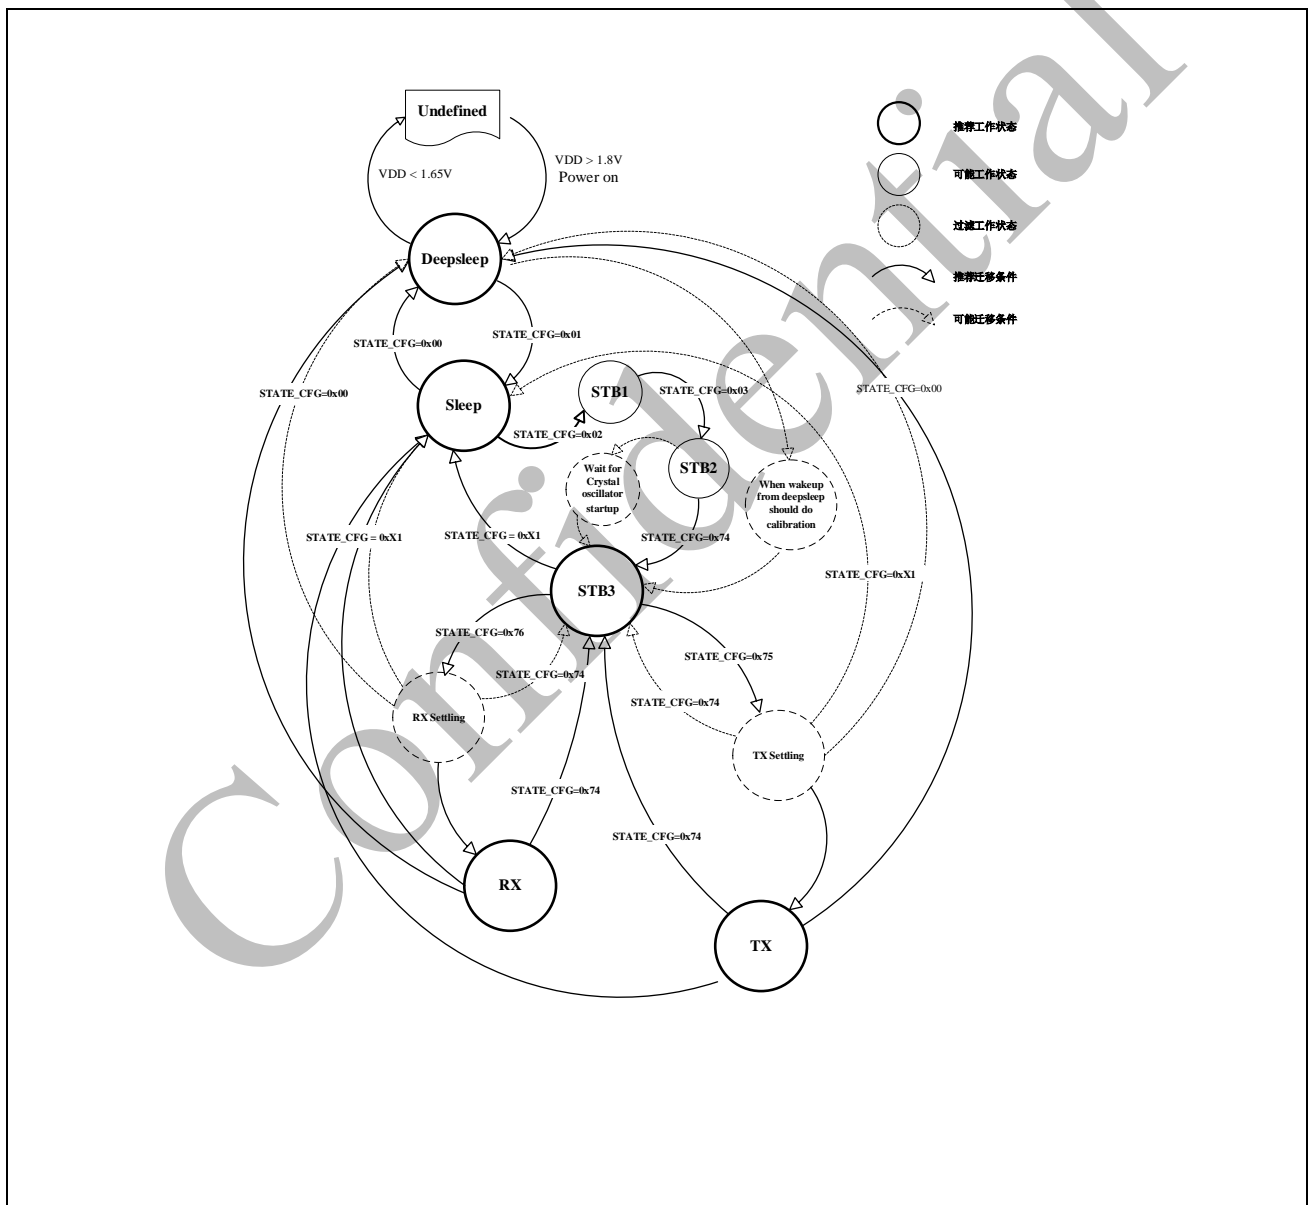 Undefined
VDD > 1.8V
Power on
VDD < 1.65V
Deepsleep
推荐工作状态
可能工作状态
过滤工作状态
推荐迁移条件
可能迁移条件
STATE_CFG=0x01
STATE_CFG=0x00
STATE_CFG=0x00
STATE_CFG=0x00
Sleep
STB1
STATE_CFG=0x03
STATE_CFG=0x02
STB2
Wait for
Crystal
oscillator
startup
When wakeup
from deepsleep
should do
calibration
STATE_CFG = 0xX1
STATE_CFG = 0xX1
STATE_CFG=0x74
STATE_CFG=0xX1
STB3
STATE_CFG=0x76
STATE_CFG=0x75
STATE_CFG=0x74
STATE_CFG=0x74
RX Settling
TX Settling
STATE_CFG=0x74
STATE_CFG=0x74
RX
TX
Confidential